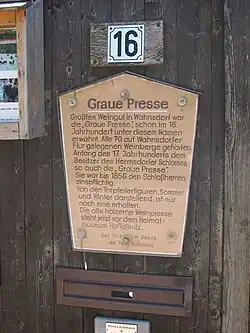 16
Graue Presse
Größtes Weingut in Wahnsdorf war
die „Graue Presse", schon im 16.
Jahrhundert unter diesem Namen
erwähnt. Alle 70 auf Wahnsdorfer
Flur gelegenen Weinberge gehörten
Anfang des 17. Jahrhunderts dem
Besitzer des Hermsdorfer Schlosses
so auch die „Graue Presse".
Sie war bis 1856 den Schloßherren
zinspflichtig.
Von den Torpfeilerfiguren, Sommer
und Winter darstellend, ist nur
noch eine erhalten.
Die alte hölzerne Weinpresse
steht jetzt vor dem Heimat-
museum Hoflößnitz.